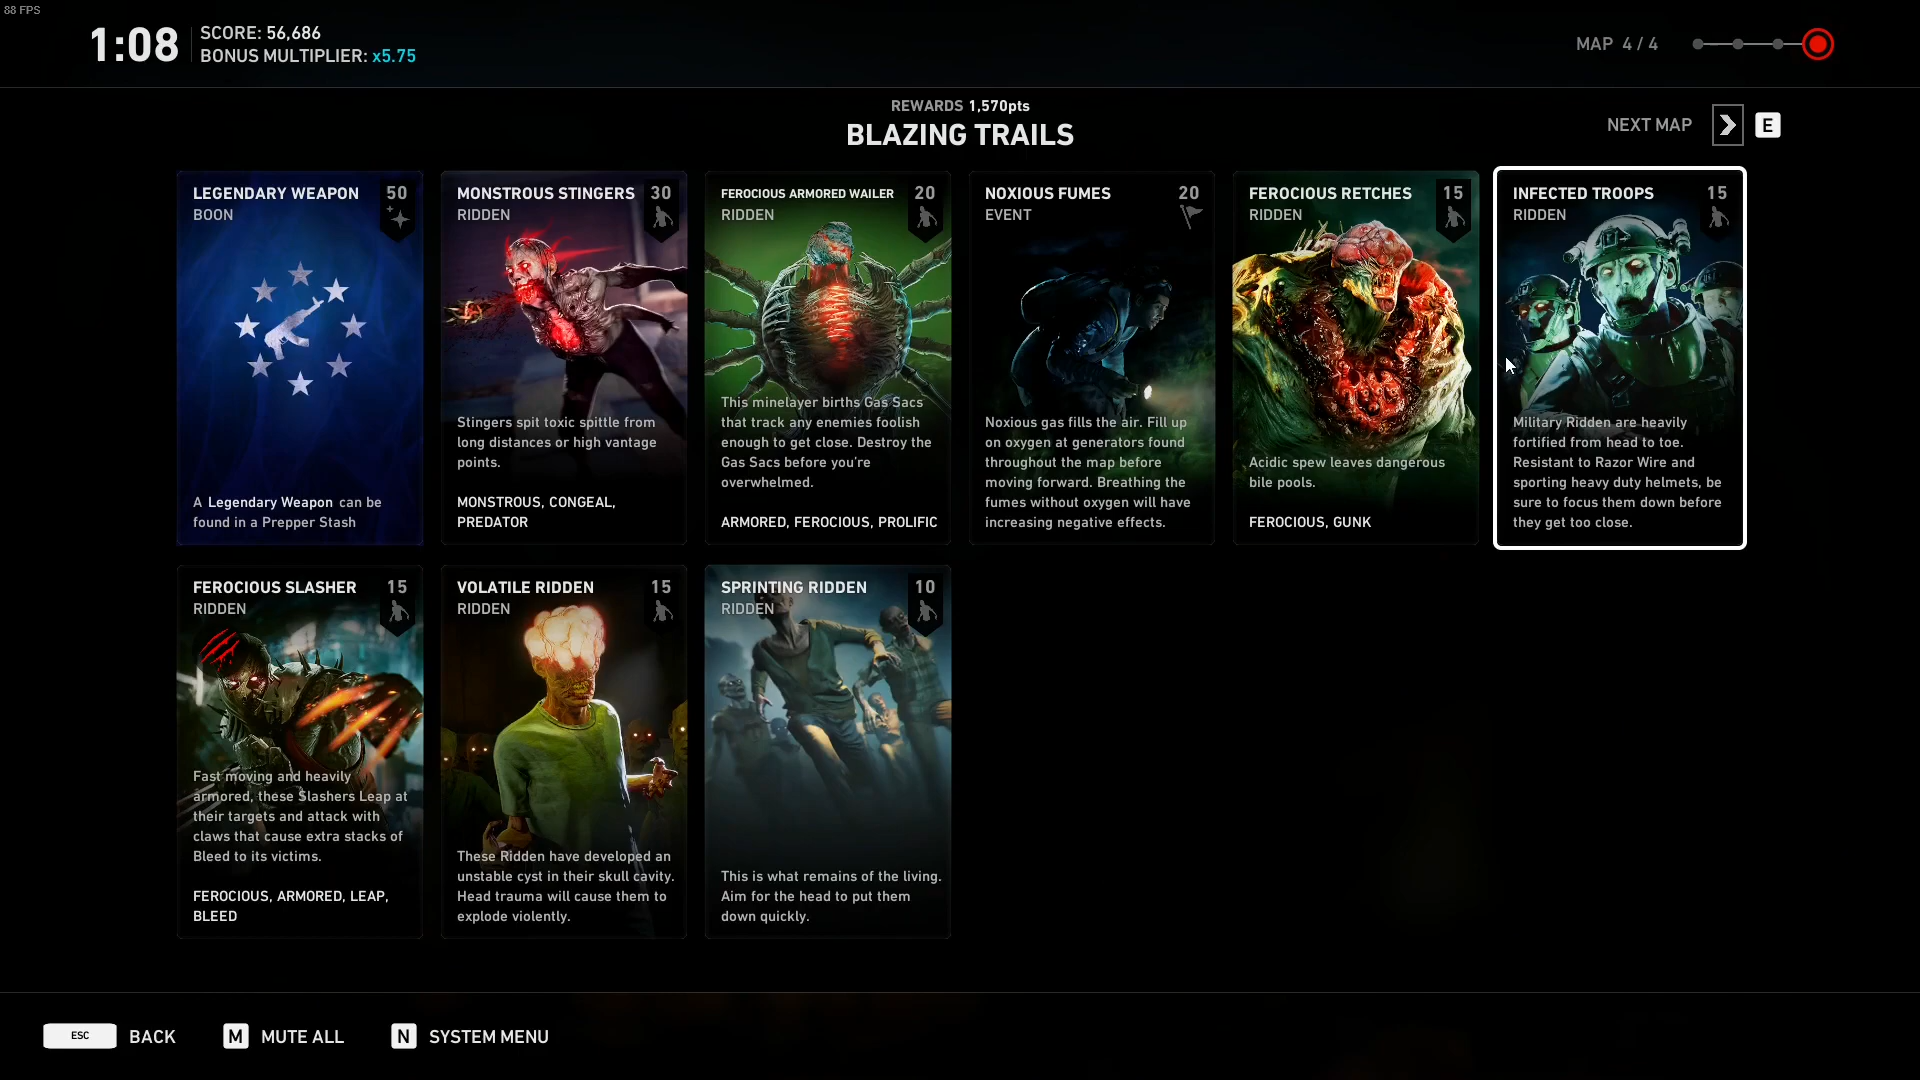 88 FPS
1:08
SCORE: 56,686
BONUS MULTIPLIER: x5.75
MAP 4 / 4
REWARDS 1,570pts
BLAZING TRAILS
NEXT MAP
E
LEGENDARY WEAPON 50
BOON
A Legendary Weapon can be
found in a Prepper Stash
MONSTROUS STINGERS 30
RIDDEN
Stingers spit toxic spittle from
long distances or high vantage
points.
MONSTROUS, CONGEAL,
PREDATOR
FEROCIOUS ARMORED WAILER 20
RIDDEN
This minelayer births Gas Sacs
that track any enemies foolish
enough to get close. Destroy the
Gas Sacs before you're
overwhelmed.
ARMORED, FEROCIOUS, PROLIFIC
NOXIOUS FUMES 20
EVENT
Noxious gas fills the air. Fill up
on oxygen at generators found
throughout the map before
moving forward. Breathing the
fumes without oxygen will have
increasing negative effects.
FEROCIOUS RETCHES 15
RIDDEN
Acidic spew leaves dangerous
bile pools.
FEROCIOUS, GUNK
INFECTED TROOPS 15
RIDDEN
Military Ridden are heavily
fortified from head to toe.
Resistant to Razor Wire and
sporting heavy duty helmets, be
sure to focus them down before
they get too close.
FEROCIOUS SLASHER 15
RIDDEN
Fast moving and heavily
armored, these Slashers Leap at
their targets and attack with
claws that cause extra stacks of
Bleed to its victims.
FEROCIOUS, ARMORED, LEAP,
BLEED
VOLATILE RIDDEN 15
RIDDEN
These Ridden have developed an
unstable cyst in their skull cavity.
Head trauma will cause them to
explode violently.
SPRINTING RIDDEN 10
RIDDEN
This is what remains of the living.
Aim for the head to put them
down quickly.
ESC BACK
M MUTE ALL
N SYSTEM MENU